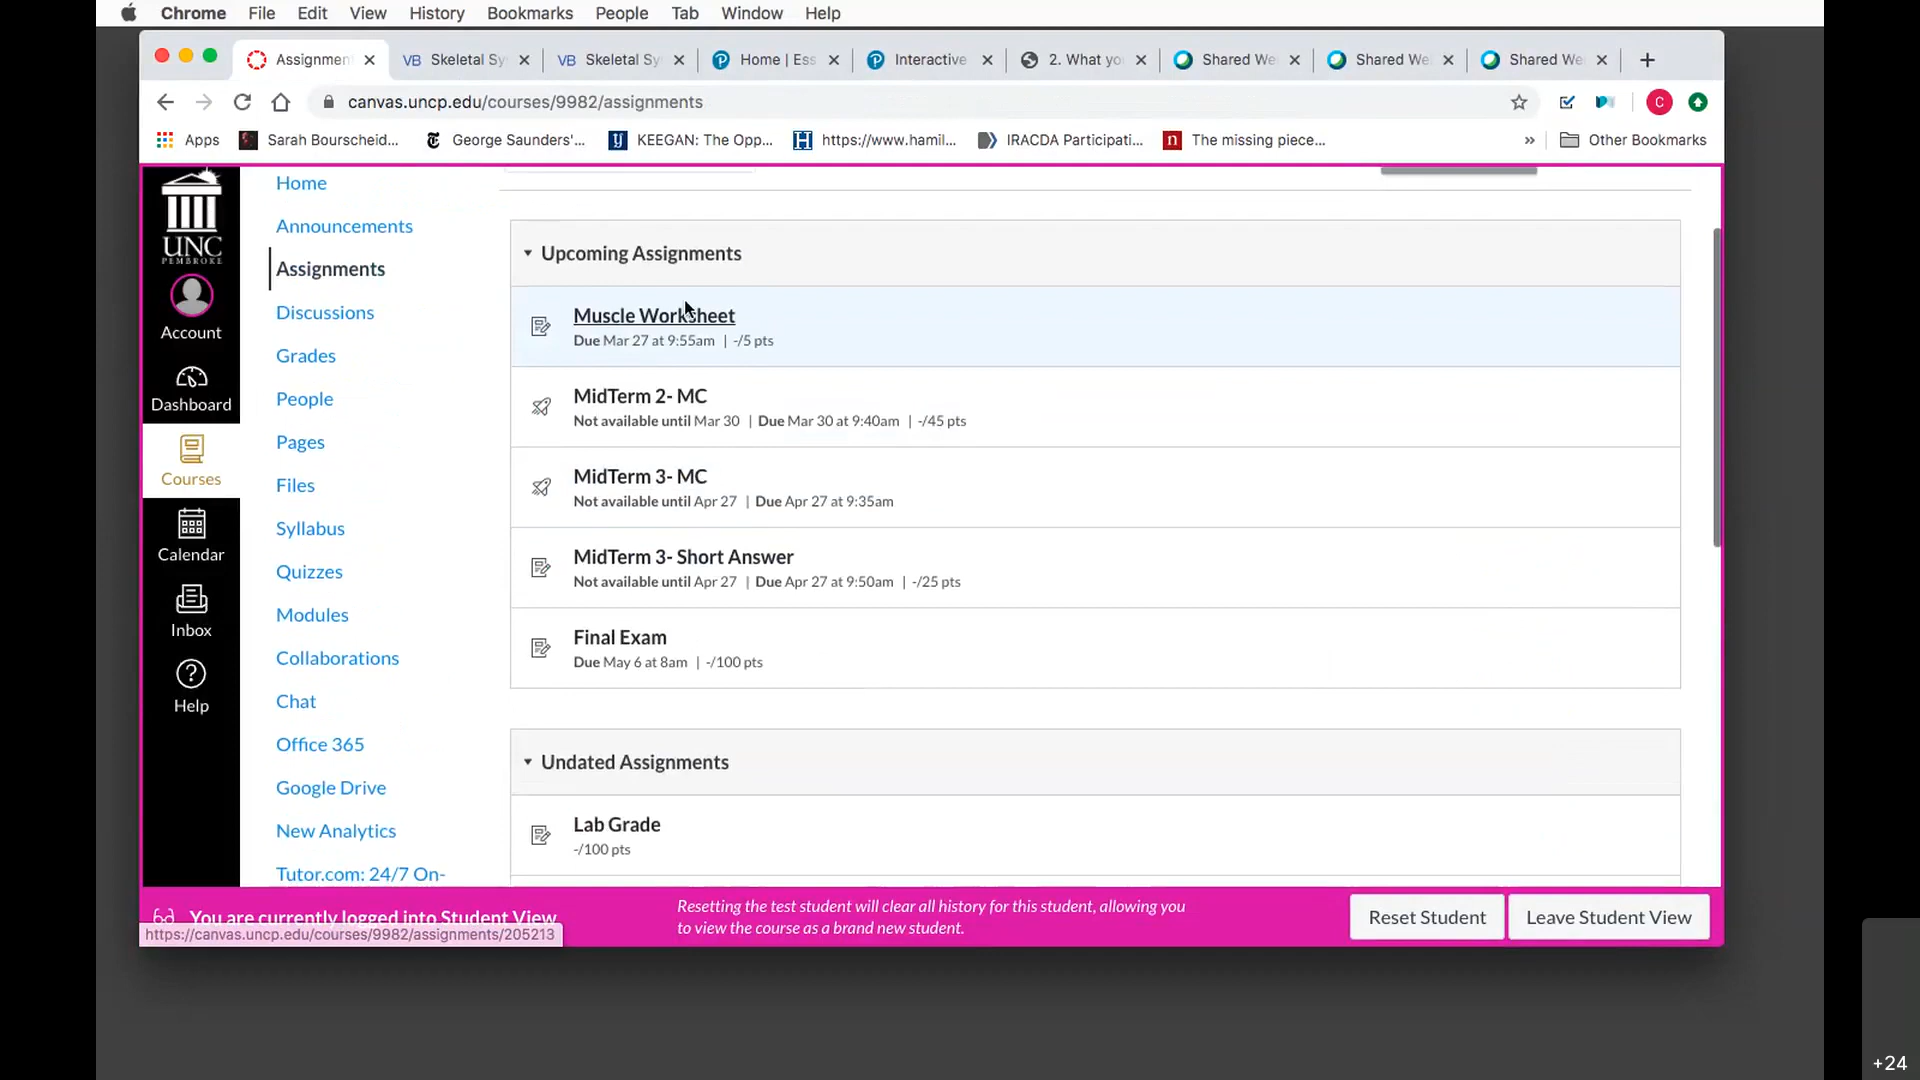 Chrome File Edit View History Bookmarks People Tab Window Help
Assignmen VB Skeletal Sy VB Skeletal Sy Home | Ess Interactive 2. What yo Shared We Shared We Shared We
canvas.uncp.edu/courses/9982/assignments C
Apps Sarah Bourscheid... George Saunders'... KEEGAN: The Opp... H https://www.hamil... IRACDA Participati... n The missing piece... » Other Bookmarks
UNC
PEMBROKE
Account
Dashboard
Courses
Calendar
Inbox
Help
Home
Announcements
Assignments
Discussions
Grades
People
Pages
Files
Syllabus
Quizzes
Modules
Collaborations
Chat
Office 365
Google Drive
New Analytics
Tutor.com: 24/7 On-
Upcoming Assignments
Muscle Worksheet
Due Mar 27 at 9:55am | -/5 pts
MidTerm 2- MC
Not available until Mar 30 | Due Mar 30 at 9:40am | -/45 pts
MidTerm 3- MC
Not available until Apr 27 | Due Apr 27 at 9:35am
MidTerm 3- Short Answer
Not available until Apr 27 | Due Apr 27 at 9:50am | -/25 pts
Final Exam
Due May 6 at 8am | -/100 pts
Undated Assignments
Lab Grade
-/100 pts
You are currently logged into Student View
https://canvas.uncp.edu/courses/9982/assignments/205213
Resetting the test student will clear all history for this student, allowing you
to view the course as a brand new student.
Reset Student Leave Student View
+24